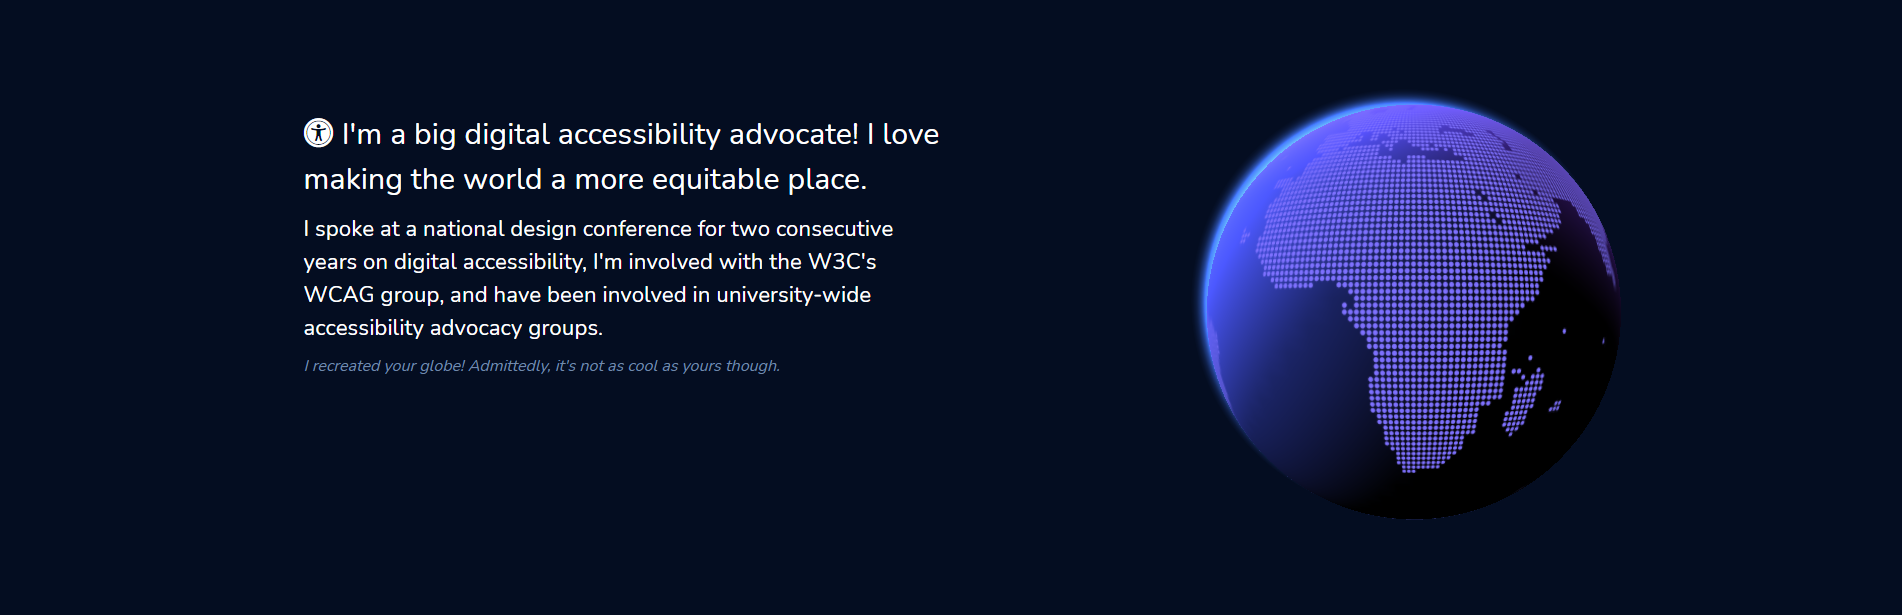 I'm a big digital accessibility advocate! I love
making the world a more equitable place.
I spoke at a national design conference for two consecutive
years on digital accessibility, I'm involved with the W3C's
WCAG group, and have been involved in university-wide
accessibility advocacy groups.
I recreated your globe! Admittedly, it's not as cool as yours though.